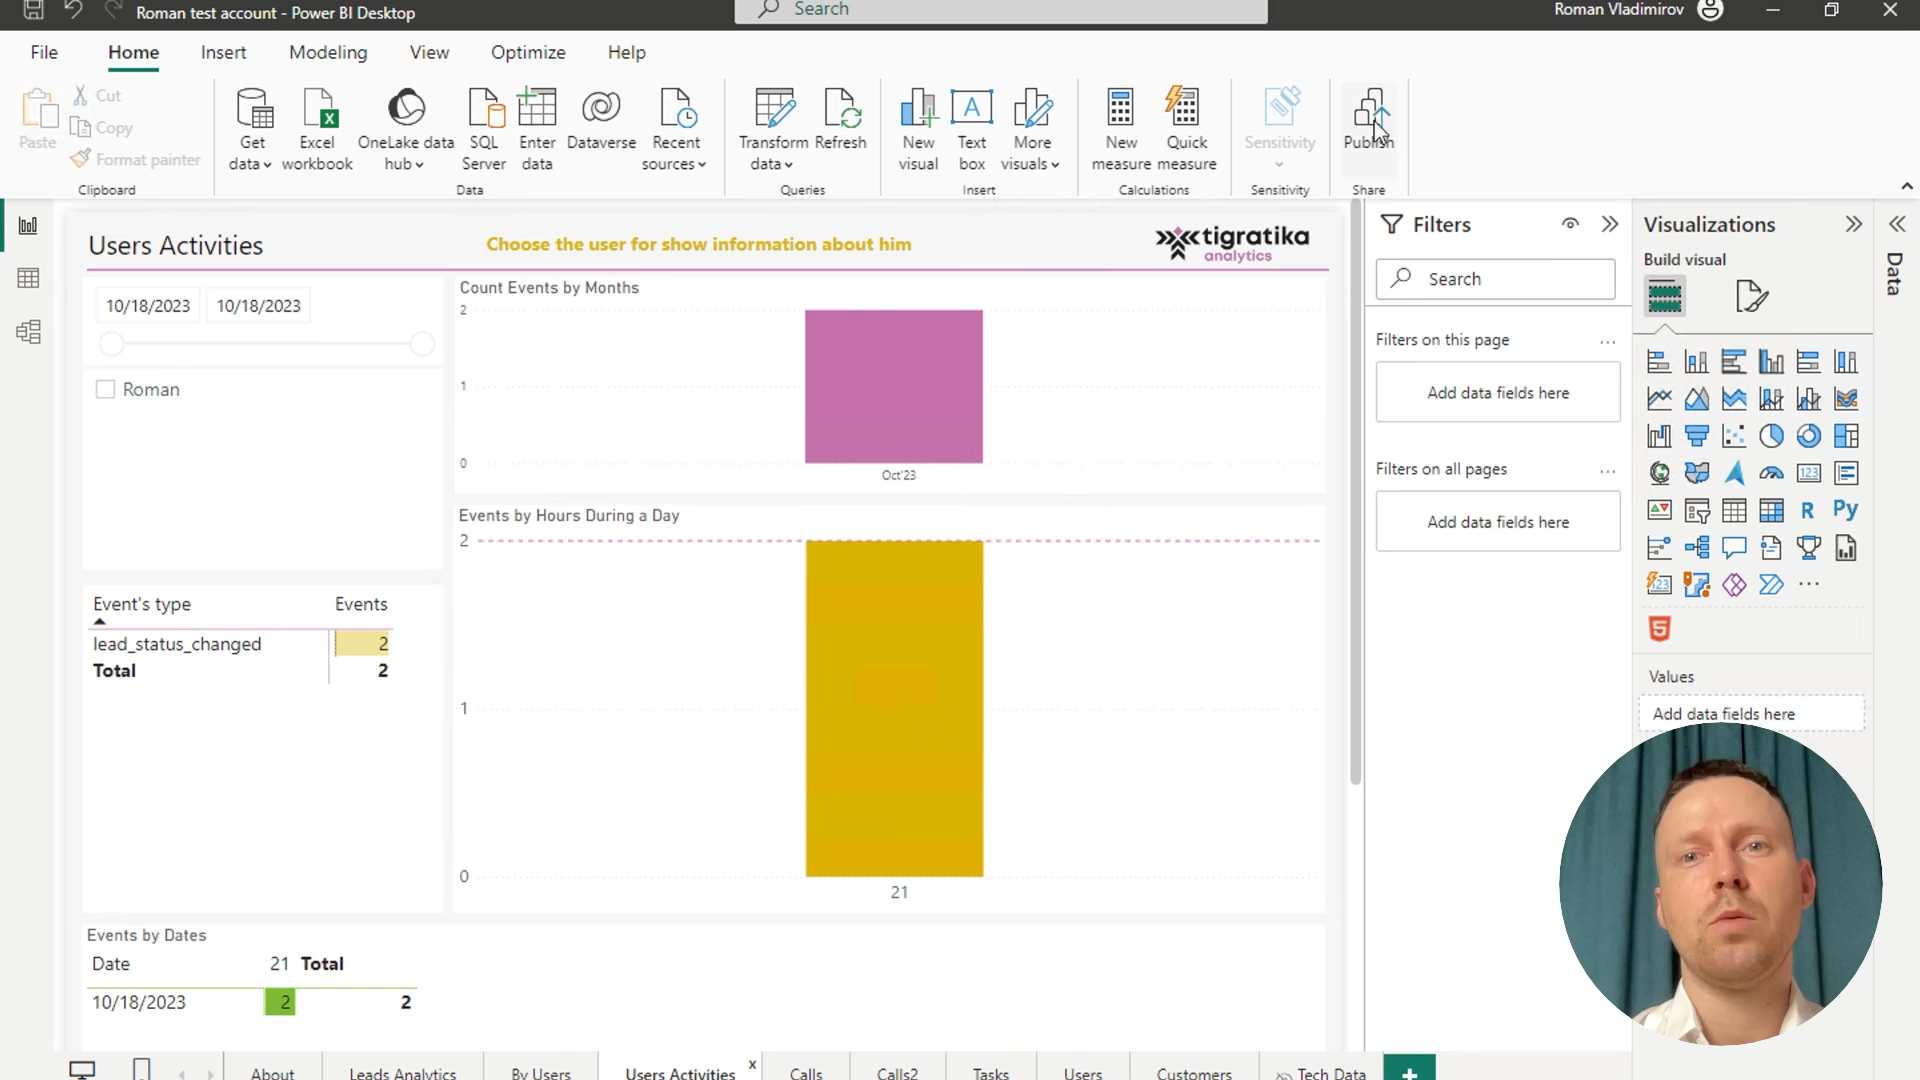 Roman test account - Power BI Desktop
Search
Roman Vladimirov
File Home Insert Modeling View Optimize Help
Paste
Cut
Copy
Format painter
Clipboard
Get data
Excel workbook
OneLake data hub
SQL Server
Enter data
Dataverse
Recent sources
Data
Transform data
Refresh
Queries
New visual
A
Text box
More visuals
Insert
New measure
Quick measure
Calculations
Sensitivity
Sensitivity
Publish
Share
Users Activities
Choose the user for show information about him
tigratika
analytics
10/18/2023 10/18/2023
Roman
Count Events by Months
2
1
0
Oct'23
Events by Hours During a Day
2
1
0
21
Event's type Events
lead_status_changed 2
Total 2
Events by Dates
Date 21 Total
10/18/2023 2 2
Filters
Search
Filters on this page
...
Add data fields here
Filters on all pages
...
Add data fields here
Visualizations
Build visual
123
R Py
123
...
5
Values
Add data fields here
Data
About Leads Analytics By Users Users Activities x Calls Calls2 Tasks Users Customers Tech Data +